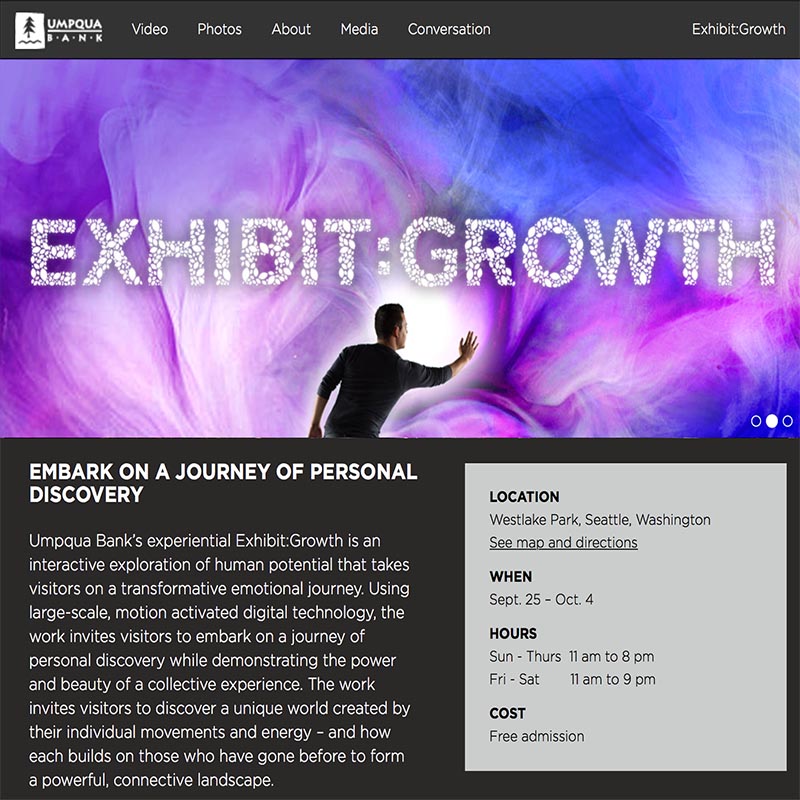 UMPQUA
B·A·N·K
Video
Photos
About
Media
Conversation
Exhibit:Growth
EXHIBIT:GROWTH
EMBARK ON A JOURNEY OF PERSONAL
DISCOVERY
Umpqua Bank’s experiential Exhibit:Growth is an
interactive exploration of human potential that takes
visitors on a transformative emotional journey. Using
large-scale, motion activated digital technology, the
work invites visitors to embark on a journey of
personal discovery while demonstrating the power
and beauty of a collective experience. The work
invites visitors to discover a unique world created by
their individual movements and energy – and how
each builds on those who have gone before to form
a powerful, connective landscape.
LOCATION
Westlake Park, Seattle, Washington
See map and directions
WHEN
Sept. 25 – Oct. 4
HOURS
Sun - Thurs 11 am to 8 pm
Fri - Sat 11 am to 9 pm
COST
Free admission